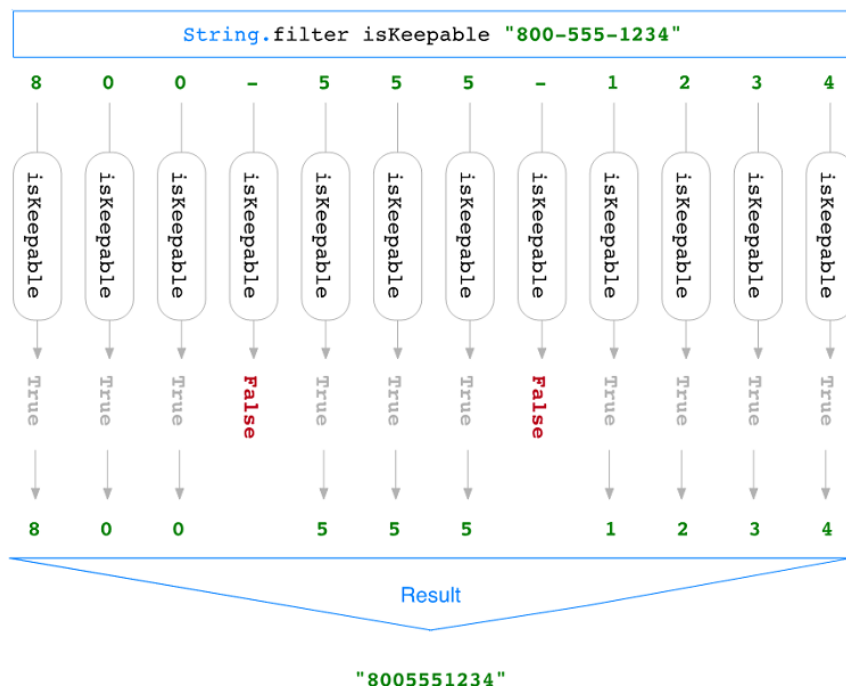 String.filter isKeepable "800-555-1234"
8 0 0 - 5 5 5 - 1 2 3 4
isKeepable isKeepable isKeepable isKeepable isKeepable isKeepable isKeepable isKeepable isKeepable isKeepable isKeepable isKeepable
True True True False True True True False True True True True
8 0 0 5 5 5 1 2 3 4
Result
"8005551234"